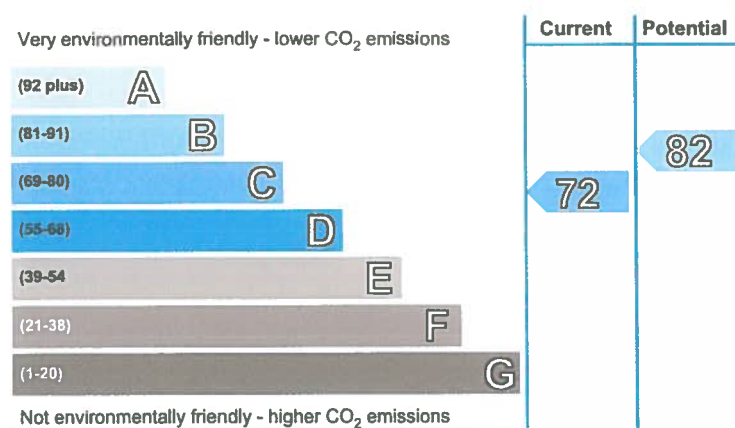 Current Potential
Very environmentally friendly - lower CO₂ emissions
(92 plus) A
(81-91) B
82
(69-80) C
72
(55-68) D
(39-54 E
(21-38) F
(1-20) G
Not environmentally friendly - higher CO₂ emissions